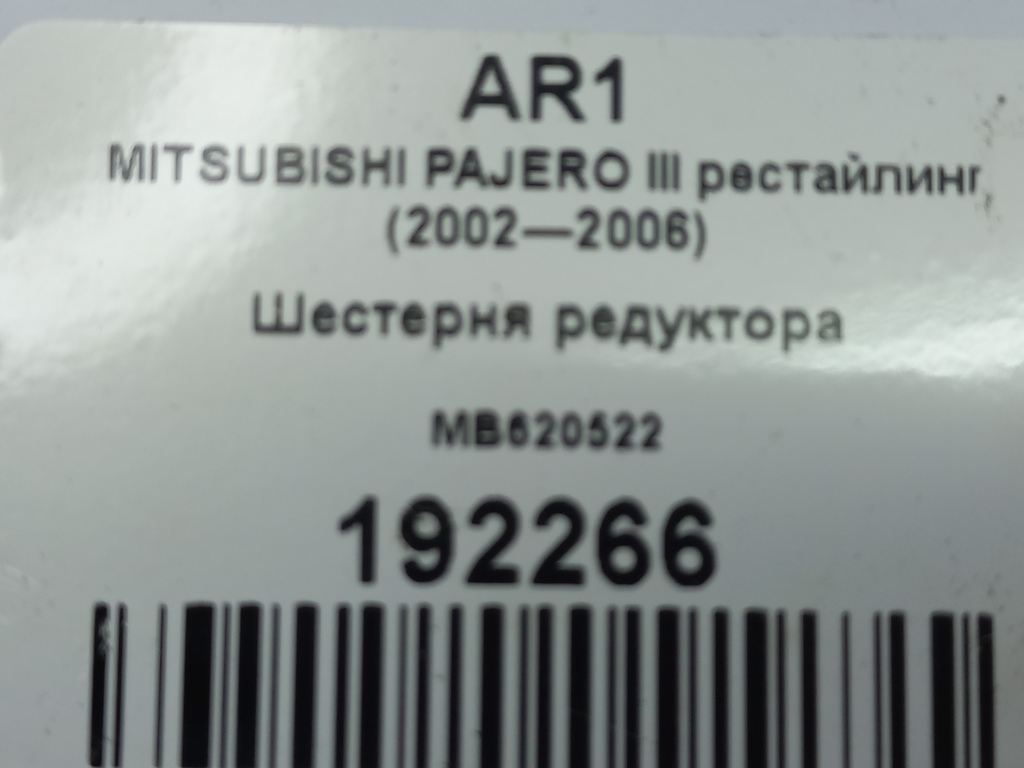 AR1
MITSUBISHI PAJERO III рестайлинг,
(2002—2006)
Шестерня редуктора
MB620522
192266